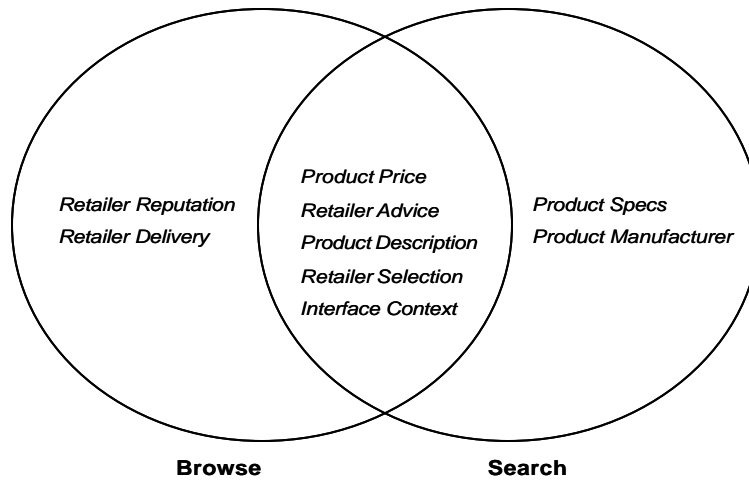 Retailer Reputation
Retailer Delivery
Product Price
Retailer Advice
Product Description
Retailer Selection
Interface Context
Product Specs
Product Manufacturer
Browse
Search